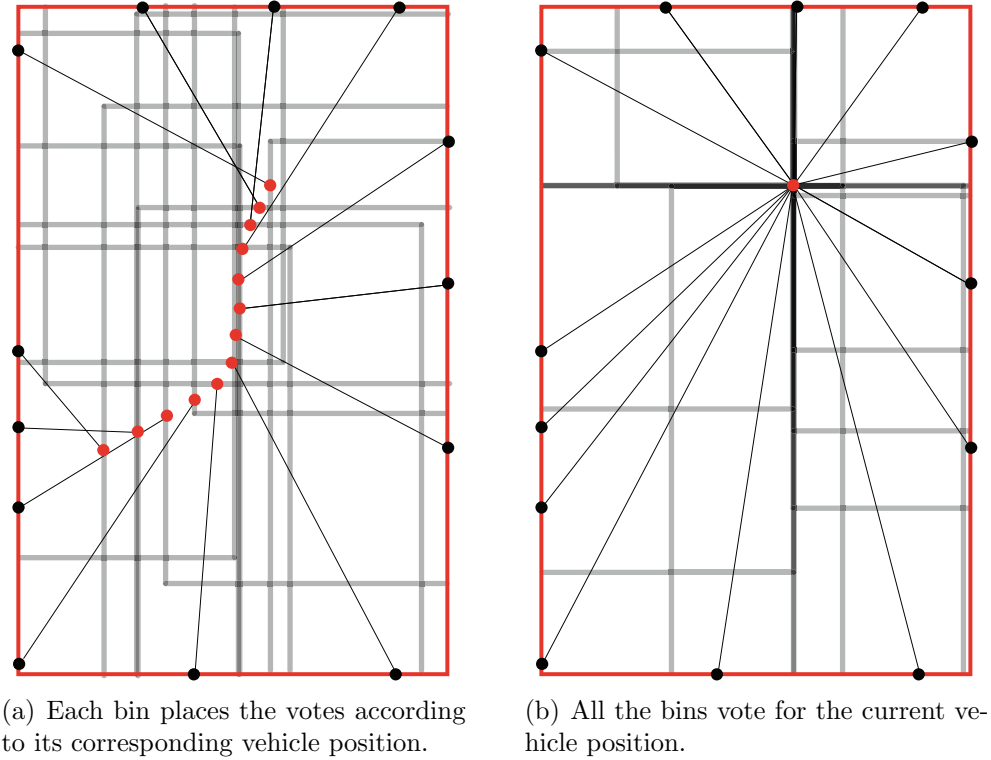 (a) Each bin places the votes according
to its corresponding vehicle position.
(b) All the bins vote for the current ve-
hicle position.